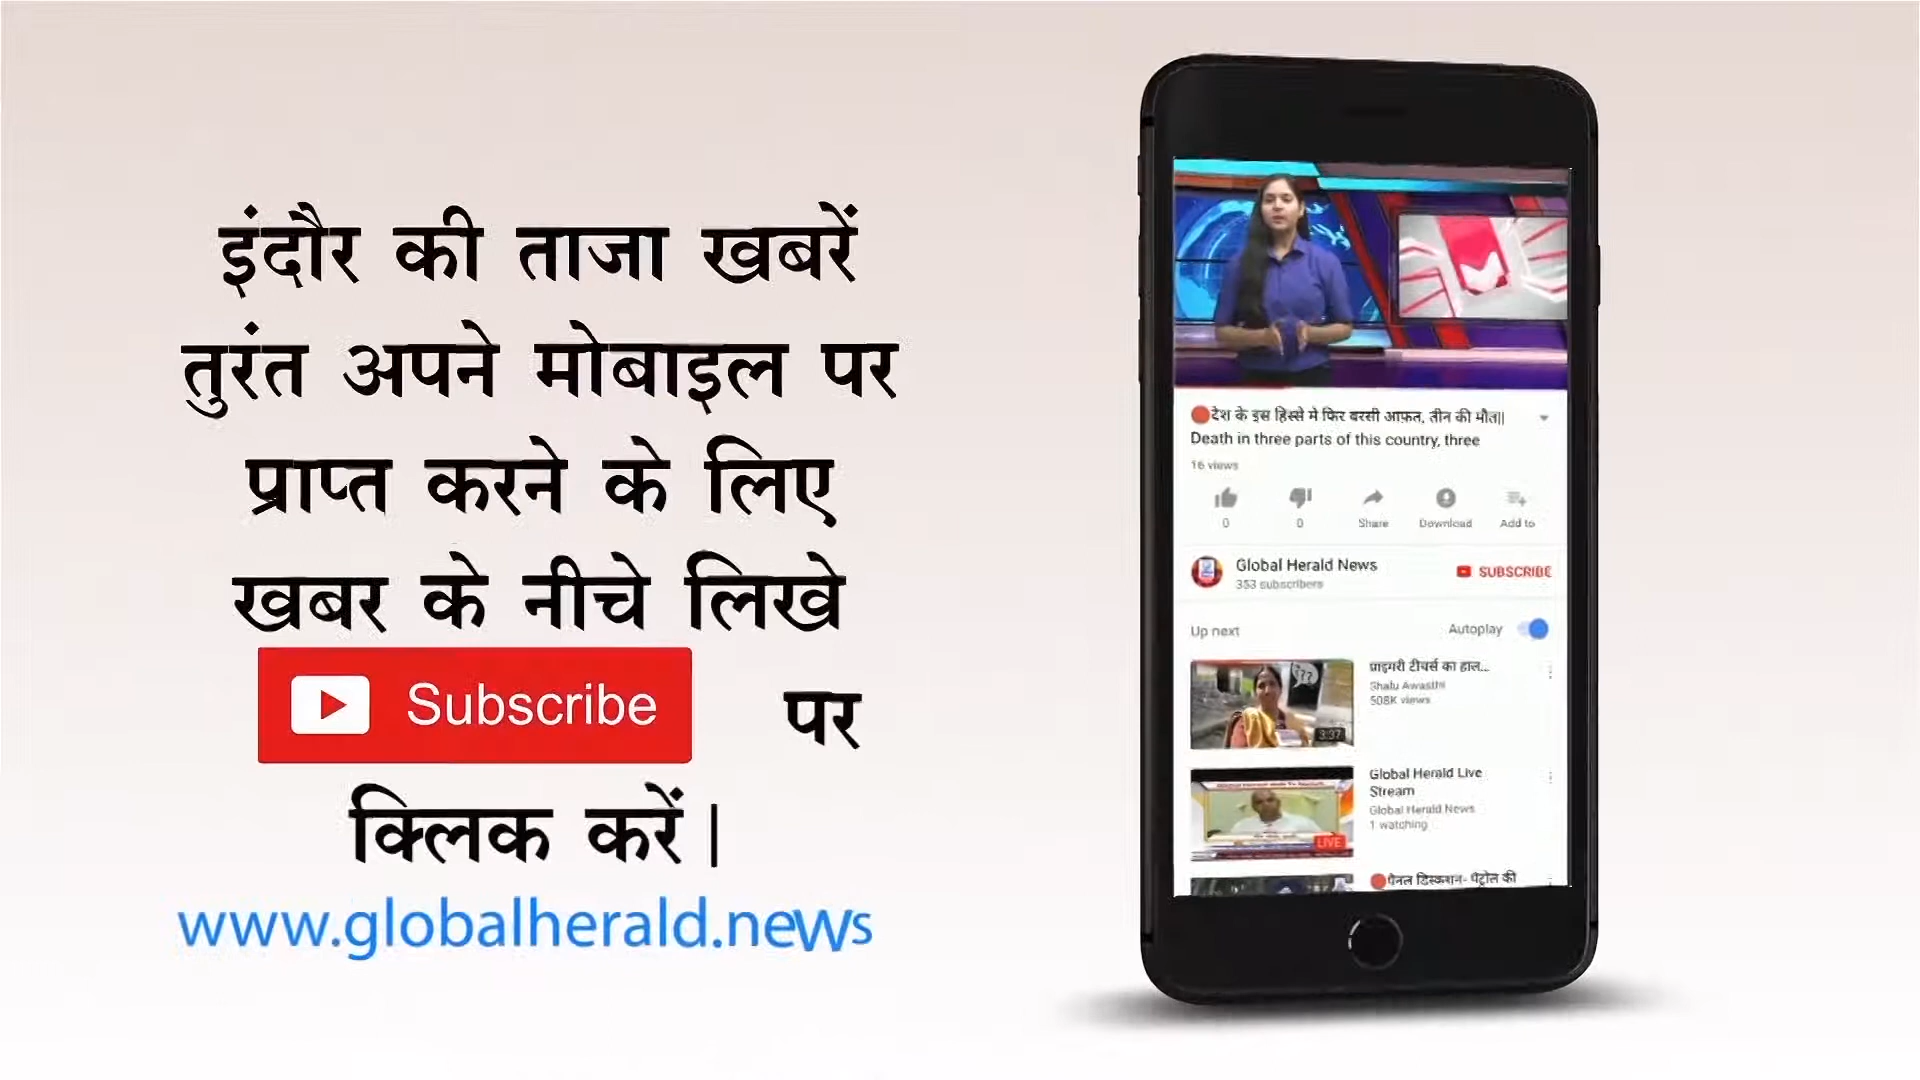 इंदौर की ताजा खबरें
तुरंत अपने मोबाइल पर
प्राप्त करने के लिए
खबर के नीचे लिखे
Subscribe पर
क्लिक करें|
www.globalherald.news
देश के इस हिस्से मे फिर बरसी आफ़त, तीन की मौत||
Death in three parts of this country, three
16 views
0
0
Share
Download
Add to
Global Herald News
353 subscribers
SUBSCRIBE
Up next
Autoplay
???
3:37
प्राइमरी टीचर्स का हाल...
Shalu Awasthi
508K views
LIVE
Global Herald Live
Stream
Global Herald News
1 watching
पैनल डिस्कशन- पेट्रोल की